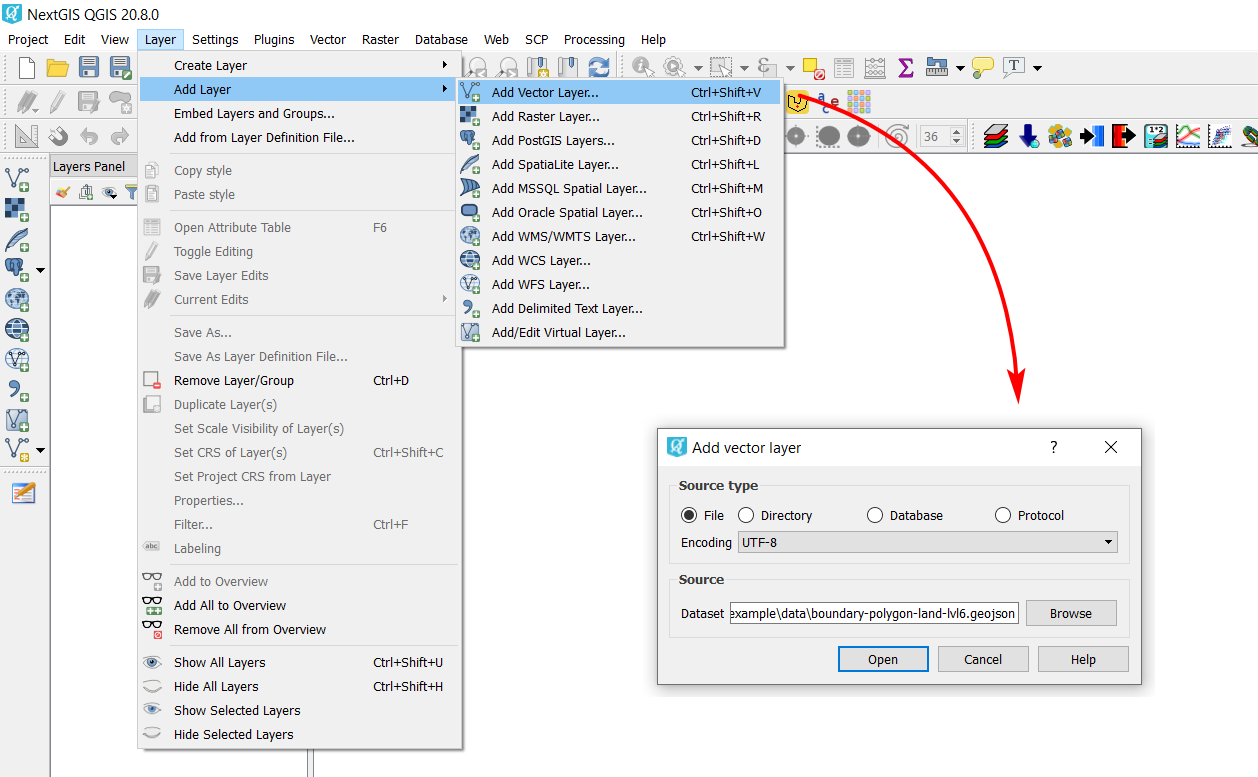 NextGIS QGIS 20.8.0
Project Edit View Layer Settings Plugins Vector Raster Database Web SCP Processing Help
Create Layer
Add Layer
Embed Layers and Groups...
Add from Layer Definition File...
Copy style
Paste style
Open Attribute Table F6
Toggle Editing
Save Layer Edits
Current Edits
Save As...
Save As Layer Definition File...
Remove Layer/Group Ctrl+D
Duplicate Layer(s)
Set Scale Visibility of Layer(s)
Set CRS of Layer(s) Ctrl+Shift+C
Set Project CRS from Layer
Properties...
Filter... Ctrl+F
abc Labeling
Add to Overview
Add All to Overview
Remove All from Overview
Show All Layers Ctrl+Shift+U
Hide All Layers Ctrl+Shift+H
Show Selected Layers
Hide Selected Layers
Add Vector Layer... Ctrl+Shift+V
Add Raster Layer... Ctrl+Shift+R
Add PostGIS Layers... Ctrl+Shift+D
Add SpatiaLite Layer... Ctrl+Shift+L
Add MSSQL Spatial Layer... Ctrl+Shift+M
Add Oracle Spatial Layer... Ctrl+Shift+O
Add WMS/WMTS Layer... Ctrl+Shift+W
Add WCS Layer...
Add WFS Layer...
Add Delimited Text Layer...
Add/Edit Virtual Layer...
Layers Panel
36
Add vector layer
Source type
File Directory Database Protocol
Encoding UTF-8
Source
Dataset example\data\boundary-polygon-land-lvl6.geojson Browse
Open Cancel Help